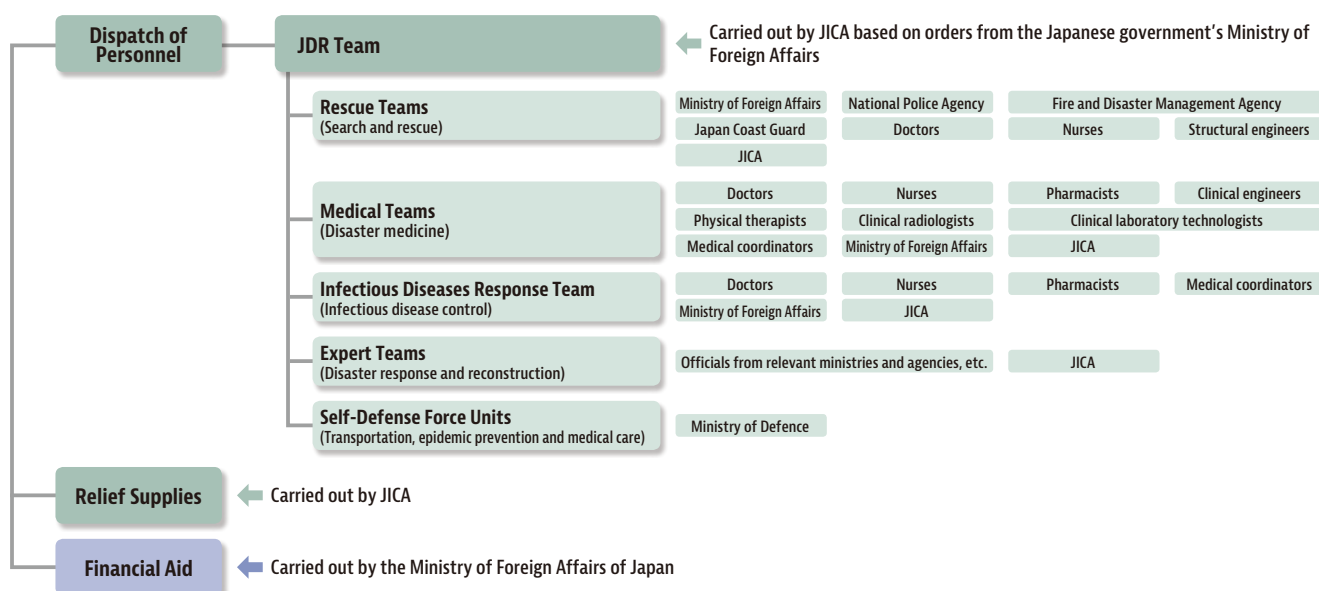 Dispatch of
Personnel
JDR Team
Carried out by JICA based on orders from the Japanese government's Ministry of
Foreign Affairs
Rescue Teams
(Search and rescue)
Ministry of Foreign Affairs
National Police Agency
Fire and Disaster Management Agency
Japan Coast Guard
Doctors
Nurses
Structural engineers
JICA
Medical Teams
(Disaster medicine)
Doctors
Nurses
Pharmacists
Clinical engineers
Physical therapists
Clinical radiologists
Clinical laboratory technologists
Medical coordinators
Ministry of Foreign Affairs
JICA
Infectious Diseases Response Team
(Infectious disease control)
Doctors
Nurses
Pharmacists
Medical coordinators
Ministry of Foreign Affairs
JICA
Expert Teams
(Disaster response and reconstruction)
Officials from relevant ministries and agencies, etc.
JICA
Self-Defense Force Units
(Transportation, epidemic prevention and medical care)
Ministry of Defence
Relief Supplies
Carried out by JICA
Financial Aid
Carried out by the Ministry of Foreign Affairs of Japan